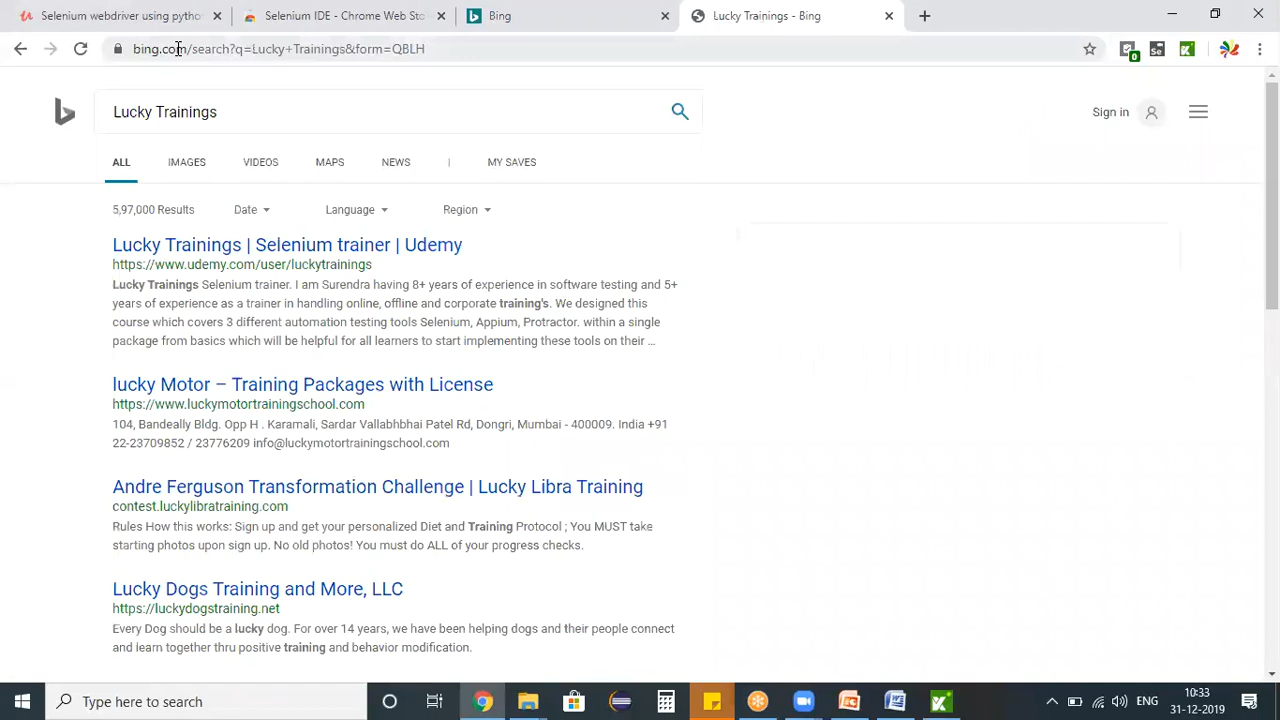 Selenium webdriver using pytho
Selenium IDE - Chrome Web Sto
Bing
Lucky Trainings - Bing
bing.com/search?q=Lucky+Trainings&form=QBLH
0
Se
Lucky Trainings
Sign in
ALL
IMAGES
VIDEOS
MAPS
NEWS
|
MY SAVES
5,97,000 Results
Date
Language
Region
Lucky Trainings | Selenium trainer | Udemy
https://www.udemy.com/user/luckytrainings
Lucky Trainings Selenium trainer. I am Surendra having 8+ years of experience in software testing and 5+
years of experience as a trainer in handling online, offline and corporate training's. We designed this
course which covers 3 different automation testing tools Selenium, Appium, Protractor. within a single
package from basics which will be helpful for all learners to start implementing these tools on their ...
lucky Motor – Training Packages with License
https://www.luckymotortrainingschool.com
104, Bandeally Bldg. Opp H . Karamali, Sardar Vallabhbhai Patel Rd, Dongri, Mumbai - 400009. India +91
22-23709852 / 23776209 info@luckymotortrainingschool.com
Andre Ferguson Transformation Challenge | Lucky Libra Training
contest.luckylibratraining.com
Rules How this works: Sign up and get your personalized Diet and Training Protocol ; You MUST take
starting photos upon sign up. No old photos! You must do ALL of your progress checks.
Lucky Dogs Training and More, LLC
https://luckydogstraining.net
Every Dog should be a lucky dog. For over 14 years, we have been helping dogs and their people connect
and learn together thru positive training and behavior modification.
Type here to search
ENG
10:33
31-12-2019